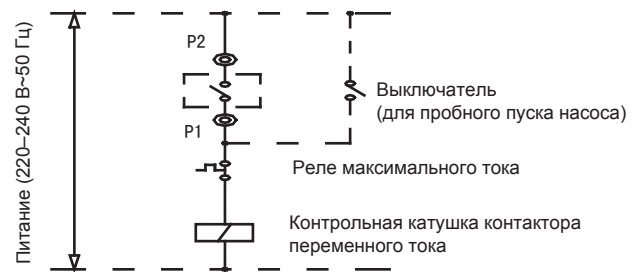 Питание (220–240 В~50 Гц)
P2
Выключатель
(для пробного пуска насоса)
P1
Реле максимального тока
Контрольная катушка контактора
переменного тока